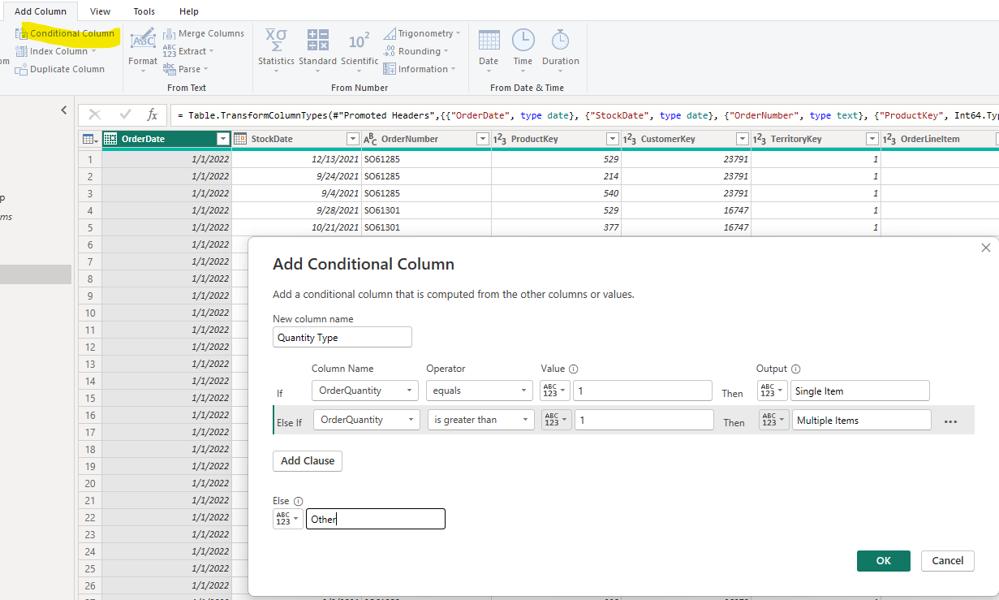 Add Column View Tools Help
Conditional Column
Index Column
Duplicate Column
om
ABC Format
Merge Columns
ABC 123 Extract
abc Parse
From Text
ΧΟ Σ Statistics
Standard
10² Scientific
Trigonometry
.00 Rounding
Information
From Number
Date Time Duration
From Date & Time
fx = Table.TransformColumnTypes(#"Promoted Headers",{{"OrderDate", type date}, {"StockDate", type date}, {"OrderNumber", type text}, {"ProductKey", Int64.Typ
OrderDate StockDate ABC OrderNumber 123 ProductKey 123 CustomerKey 123 TerritoryKey 123 OrderLineItem
1 1/1/2022 12/13/2021 SO61285 529 23791 1
2 1/1/2022 9/24/2021 SO61285 214 23791 1
3 1/1/2022 9/4/2021 SO61285 540 23791 1
4 1/1/2022 9/28/2021 SO61301 529 16747 1
5 1/1/2022 10/21/2021 SO61301 377 16747 1
6 1/1/2022
7 1/1/2022
8 1/1/2022
9 1/1/2022
10 1/1/2022
11 1/1/2022
12 1/1/2022
13 1/1/2022
14 1/1/2022
15 1/1/2022
16 1/1/2022
17 1/1/2022
18 1/1/2022
19 1/1/2022
20 1/1/2022
21 1/1/2022
22 1/1/2022
23 1/1/2022
24 1/1/2022
25 1/1/2022
26 1/1/2022
p
ms
Add Conditional Column
Add a conditional column that is computed from the other columns or values.
New column name
Quantity Type
Column Name Operator Value Output
If OrderQuantity equals ABC 123 1 Then ABC 123 Single Item
Else If OrderQuantity is greater than ABC 123 1 Then ABC 123 Multiple Items ...
Add Clause
Else
ABC 123 Other
OK Cancel